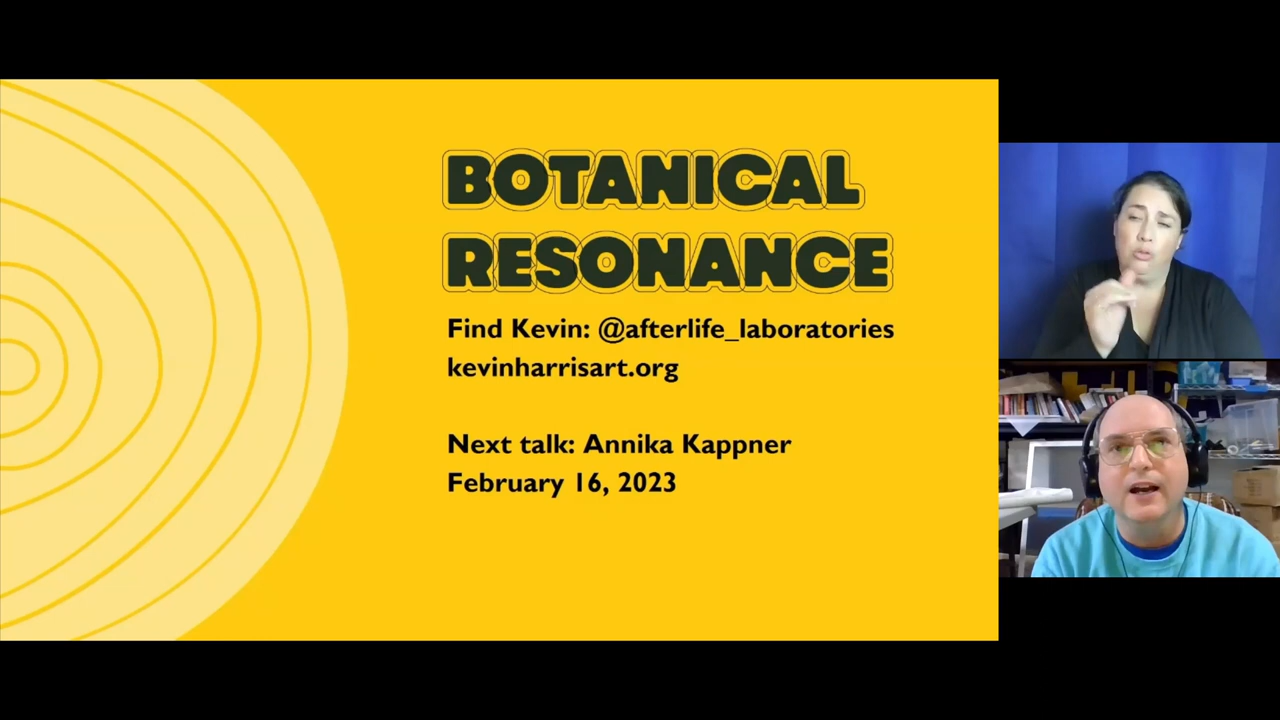 BOTANICAL
RESONANCE
Find Kevin: @afterlife_laboratories
kevinharrisart.org
Next talk: Annika Kappner
February 16, 2023